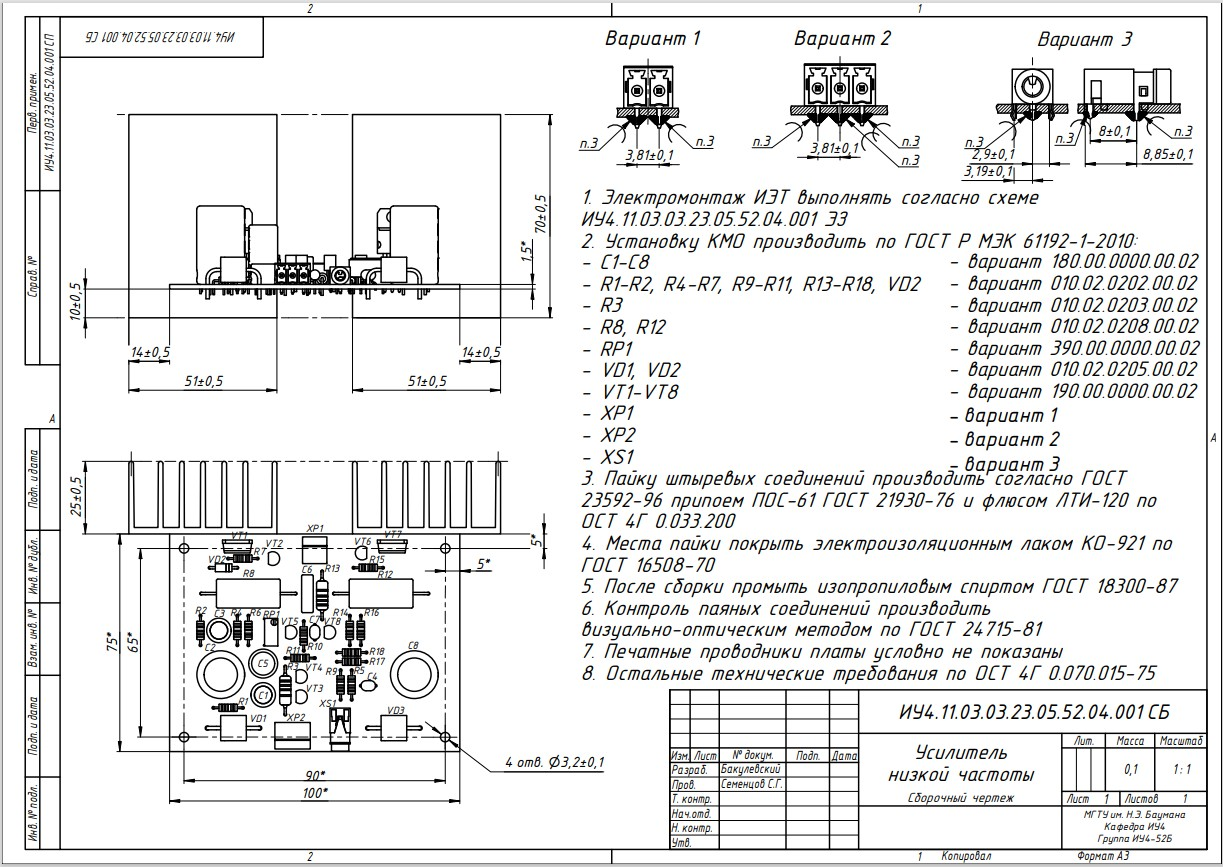 2
1
ИУ4.11.03.03.23.05.52.04.001 СБ
Перв. примен.
ИУ4.11.03.03.23.05.52.04.001 СП
Справ. №
Подп. и дата
Инв. № дубл.
Взам. инв. №
Подп. и дата
Инв. № подл.
A
A
70±0,5
1,5*
10±0,5
14±0,5
14±0,5
51±0,5
51±0,5
25±0,5
5*
5*
75*
65*
90*
100*
4 отв. Ø3,2±0,1
VT1
VT2
R7
VD2
XP1
VT6
VT7
R15
R8
C6
R13
R12
R2
C3
R4
R6
RP1
VT5
C7
VT8
R14
R16
R10
R11
R18
R17
C2
C5
R3
VT4
R9
R5
C4
C8
C1
VT3
R1
VD1
XP2
XS1
VD3
Вариант 1
Вариант 2
Вариант 3
п.3
п.3
3,81±0,1
п.3
п.3
п.3
3,81±0,1
п.3
2,9±0,1
3,19±0,1
п.3
п.3
8±0,1
8,85±0,1
1. Электромонтаж ИЭТ выполнять согласно схеме
ИУ4.11.03.03.23.05.52.04.001 Э3
2. Установку КМО производить по ГОСТ Р МЭК 61192-1-2010:
- C1-C8 - вариант 180.00.0000.00.02
- R1-R2, R4-R7, R9-R11, R13-R18, VD2 - вариант 010.02.0202.00.02
- R3 - вариант 010.02.0203.00.02
- R8, R12 - вариант 010.02.0208.00.02
- RP1 - вариант 390.00.0000.00.02
- VD1, VD2 - вариант 010.02.0205.00.02
- VT1-VT8 - вариант 190.00.0000.00.02
- XP1 - вариант 1
- XP2 - вариант 2
- XS1 - вариант 3
3. Пайку штыревых соединений производить согласно ГОСТ
23592-96 припоем ПОС-61 ГОСТ 21930-76 и флюсом ЛТИ-120 по
ОСТ 4Г 0.033.200
4. Места пайки покрыть электроизоляционным лаком КО-921 по
ГОСТ 16508-70
5. После сборки промыть изопропиловым спиртом ГОСТ 18300-87
6. Контроль паяных соединений производить
визуально-оптическим методом по ГОСТ 24715-81
7. Печатные проводники платы условно не показаны
8. Остальные технические требования по ОСТ 4Г 0.070.015-75
ИУ4.11.03.03.23.05.52.04.001 СБ
Усилитель
низкой частоты
Сборочный чертеж
Лит.
Масса
Масштаб
0,1
1:1
Лист 1
Листов 1
МГТУ им. Н.Э. Баумана
Кафедра ИУ4
Группа ИУ4-52Б
Изм. Лист № докум. Подп. Дата
Разраб. Бакулевский
Пров. Семенцов С.Г.
Т. контр.
Нач.отд.
Н. контр.
Утв.
2
1
Копировал
Формат А3